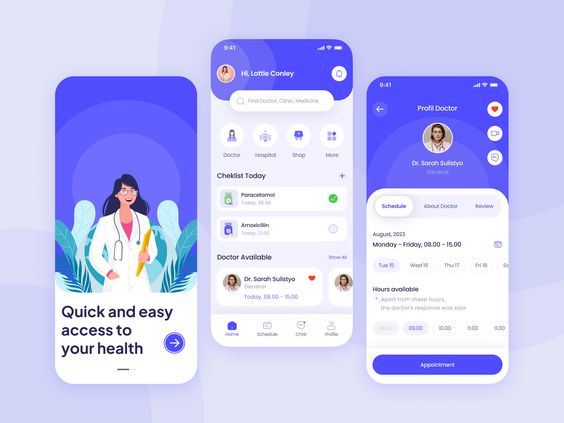 Quick and easy
access to
your health
9:41
Hi, Lottie Conley
Find Doctor, Clinic, Medicine
Doctor Hospital Shop More
Cheklist Today
Paracetamol
Today, 08.00
Amaxicillin
Today, 12.00
Doctor Available Show All
Dr. Sarah Sulistyo
General
Today, 08.00 - 15.00
Home Schedule Chat Profile
9:41
Profil Doctor
Dr. Sarah Sulistyo
General
Schedule About Doctor Review
August, 2023
Monday - Friday, 08.00 - 15.00
Tue 15 Wed 16 Thu 17 Fri 18
Hours available
* Apart from these hours,
the doctor's response was slow
09.00 10.00 11.00 11.00
Appointment